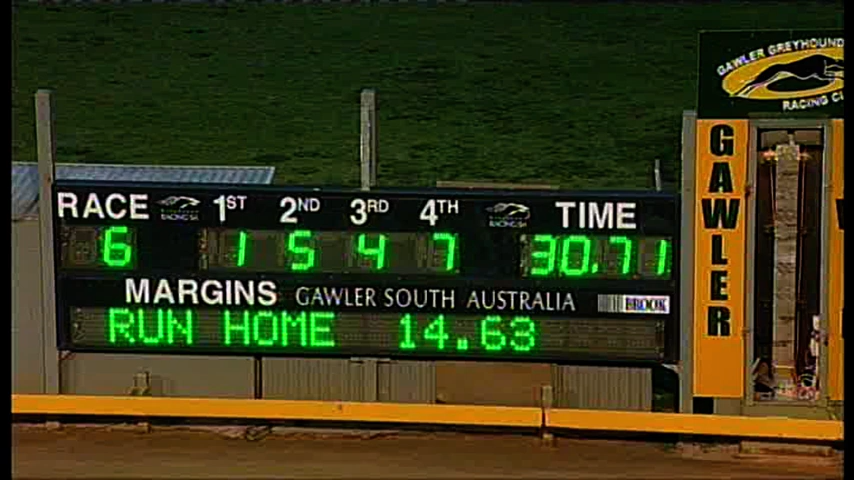 GAWLER GREYHOUND
RACING CL
GAWLER
RACE 1ST 2ND 3RD 4TH TIME
6 1 5 4 7 30.71
MARGINS GAWLER SOUTH AUSTRALIA BROOK
RUN HOME 14.63